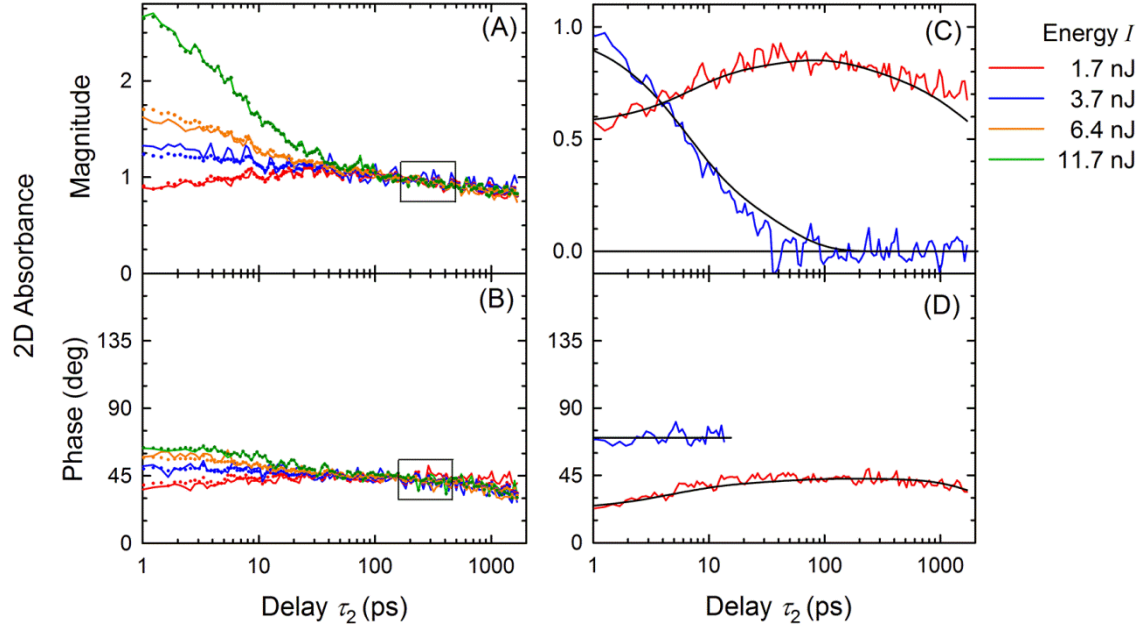 2D Absorbance
Magnitude
2
1
0
(A)
1.0
0.5
0.0
(C)
Energy I
1.7 nJ
3.7 nJ
6.4 nJ
11.7 nJ
Phase (deg)
135
90
45
0
(B)
1 10 100 1000
Delay τ2 (ps)
135
90
45
0
(D)
1 10 100 1000
Delay τ2 (ps)